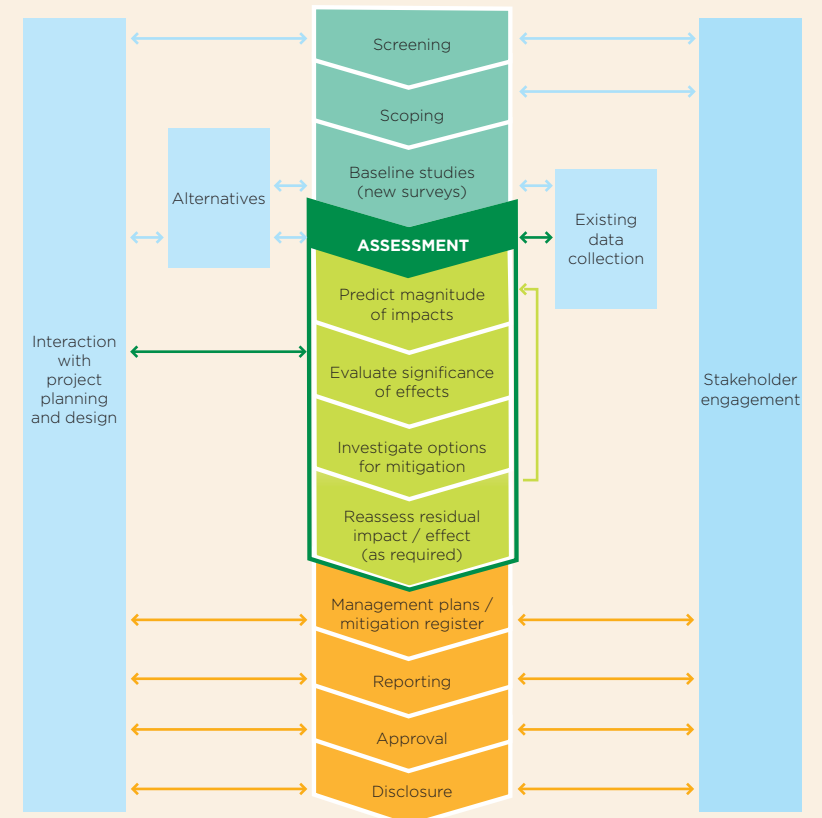 Screening
Scoping
Baseline studies
(new surveys)
Alternatives
Existing
data
collection
ASSESSMENT
Predict magnitude
of impacts
Interaction
with
project
planning
and design
Evaluate significance
of effects
Stakeholder
engagement
Investigate options
for mitigation
Reassess residual
impact / effect
(as required)
Management plans /
mitigation register
Reporting
Approval
Disclosure